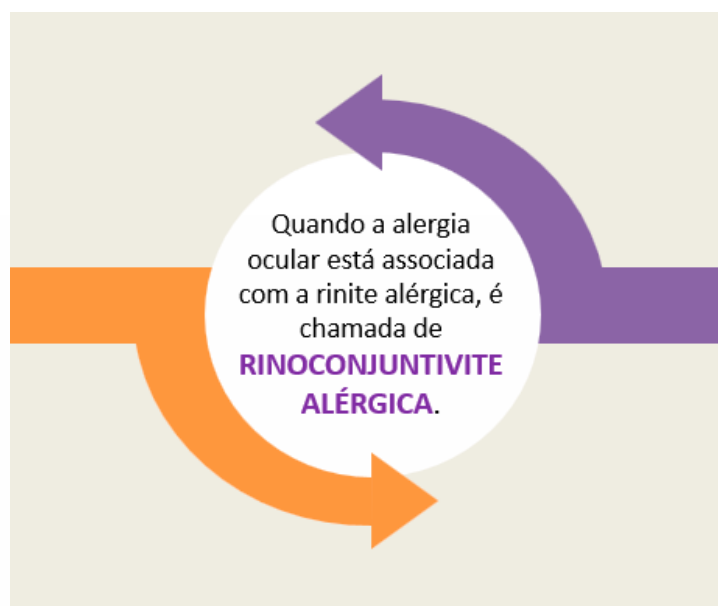 Quando a alergia
ocular está associada
com a rinite alérgica, é
chamada de
RINOCONJUNTIVITE
ALÉRGICA.